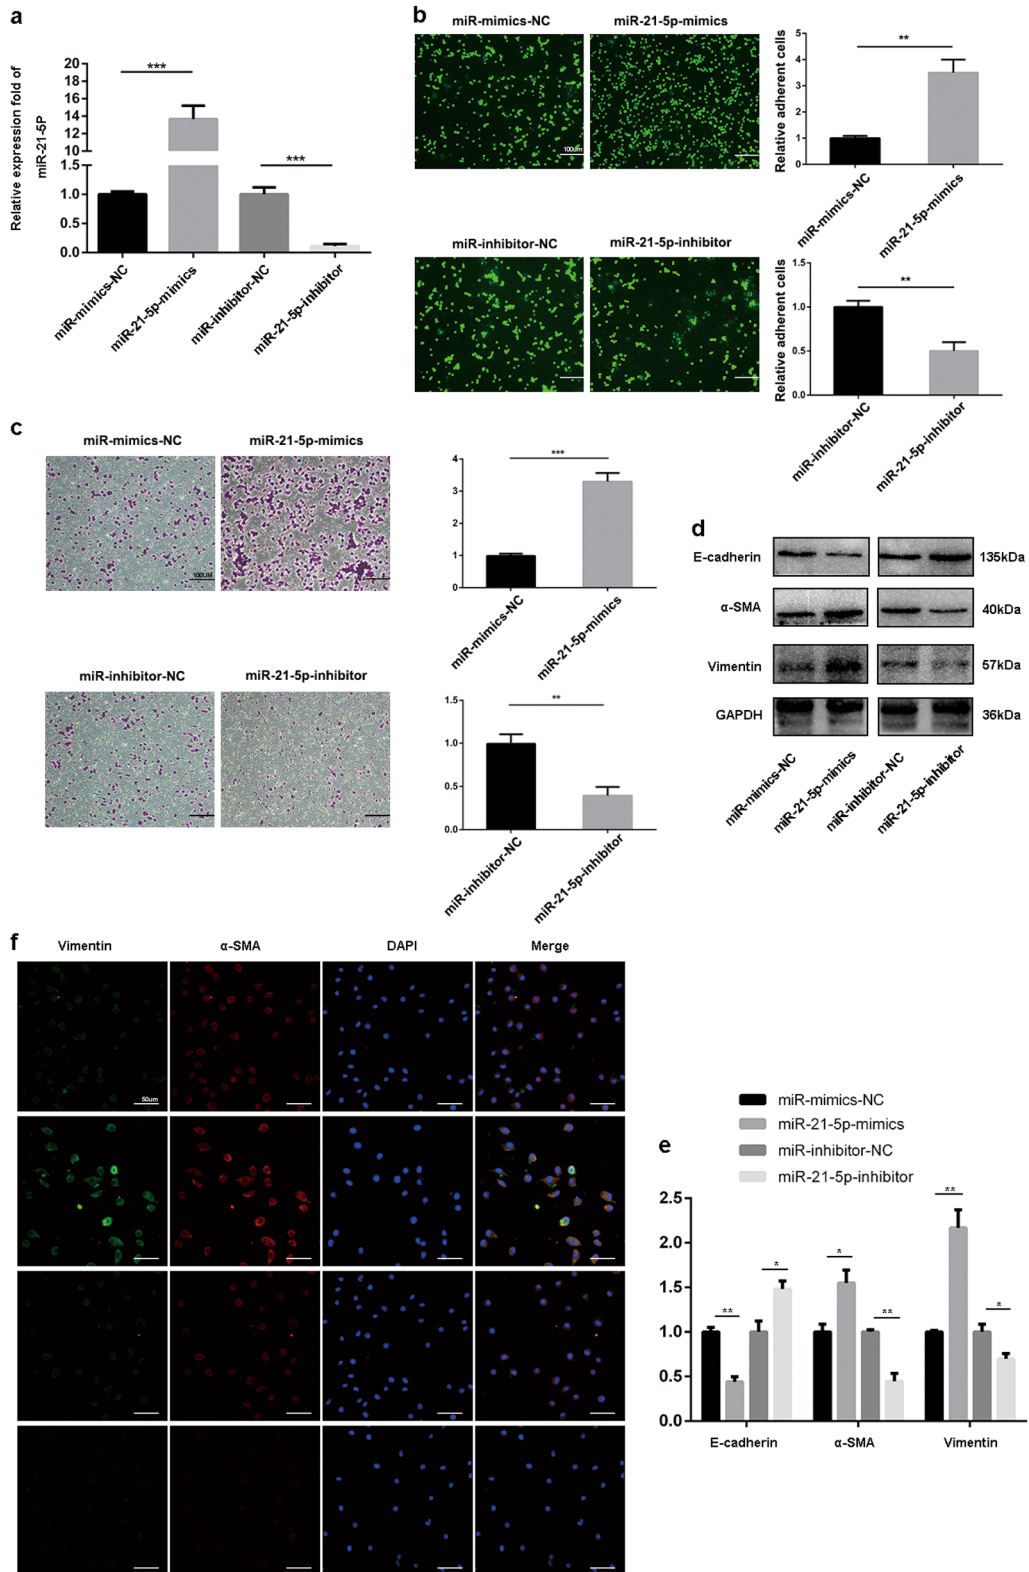 a
Relative expression fold of
miR-21-5P
20
18
16
14
12
10
1.5
1.0
0.5
0.0
***
***
miR-mimics-NC
miR-21-5p-mimics
miR-inhibitor-NC
miR-21-5p-inhibitor
b
miR-mimics-NC
miR-21-5p-mimics
100um
Relative adherent cells
5
4
3
2
1
0
**
miR-mimics-NC
miR-21-5p-mimics
miR-inhibitor-NC
miR-21-5p-inhibitor
Relative adherent cells
1.5
1.0
0.5
0.0
**
miR-inhibitor-NC
miR-21-5p-inhibitor
c
miR-mimics-NC
miR-21-5p-mimics
100UM
4
3
2
1
0
***
miR-mimics-NC
miR-21-5p-mimics
miR-inhibitor-NC
miR-21-5p-inhibitor
1.5
1.0
0.5
0.0
**
miR-inhibitor-NC
miR-21-5p-inhibitor
d
E-cadherin
135kDa
α-SMA
40kDa
Vimentin
57kDa
GAPDH
36kDa
miR-mimics-NC
miR-21-5p-mimics
miR-inhibitor-NC
miR-21-5p-inhibitor
f
Vimentin
α-SMA
DAPI
Merge
50um
e
miR-mimics-NC
miR-21-5p-mimics
miR-inhibitor-NC
miR-21-5p-inhibitor
2.5
2.0
1.5
1.0
0.5
0.0
**
*
*
**
**
*
E-cadherin
α-SMA
Vimentin